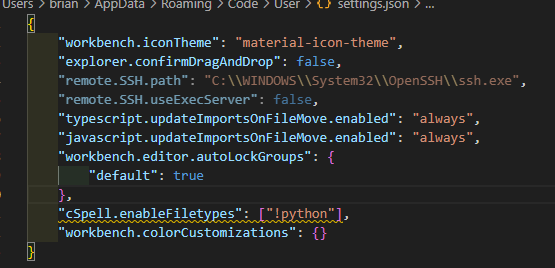 Users > brian > AppData > Roaming > Code > User > {} settings.json > ...
{
"workbench.iconTheme": "material-icon-theme",
"explorer.confirmDragAndDrop": false,
"remote.SSH.path": "C:\\WINDOWS\\System32\\OpenSSH\\ssh.exe",
"remote.SSH.useExecServer": false,
"typescript.updateImportsOnFileMove.enabled": "always",
"javascript.updateImportsOnFileMove.enabled": "always",
"workbench.editor.autoLockGroups": {
"default": true
},
"cSpell.enableFiletypes": ["!python"],
"workbench.colorCustomizations": {}
}